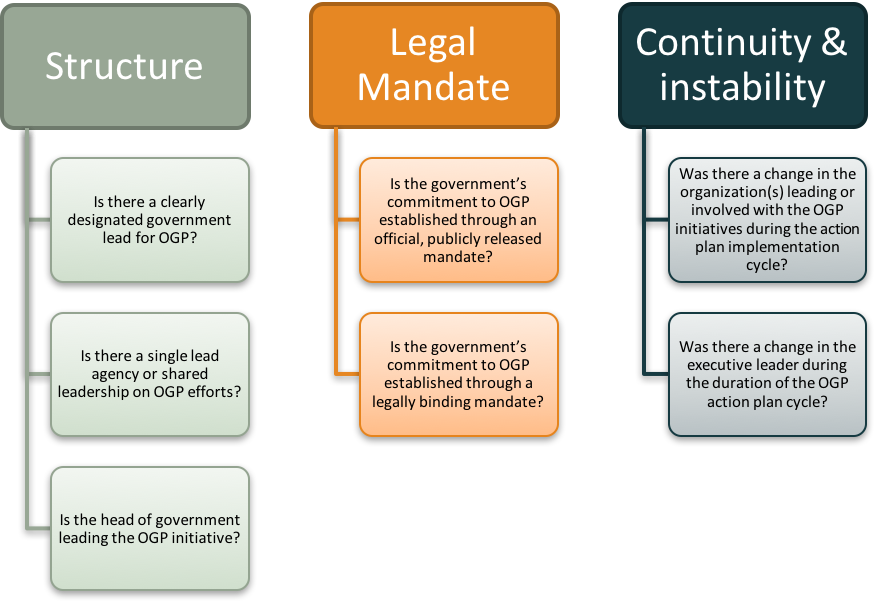 Structure
Is there a clearly
designated government
lead for OGP?
Is there a single lead
agency or shared
leadership on OGP efforts?
Is the head of government
leading the OGP initiative?
Legal
Mandate
Is the government’s
commitment to OGP
established through an
official, publicly released
mandate?
Is the government’s
commitment to OGP
established through a
legally binding mandate?
Continuity &
instability
Was there a change in the
organization(s) leading or
involved with the OGP
initiatives during the action
plan implementation
cycle?
Was there a change in the
executive leader during
the duration of the OGP
action plan cycle?